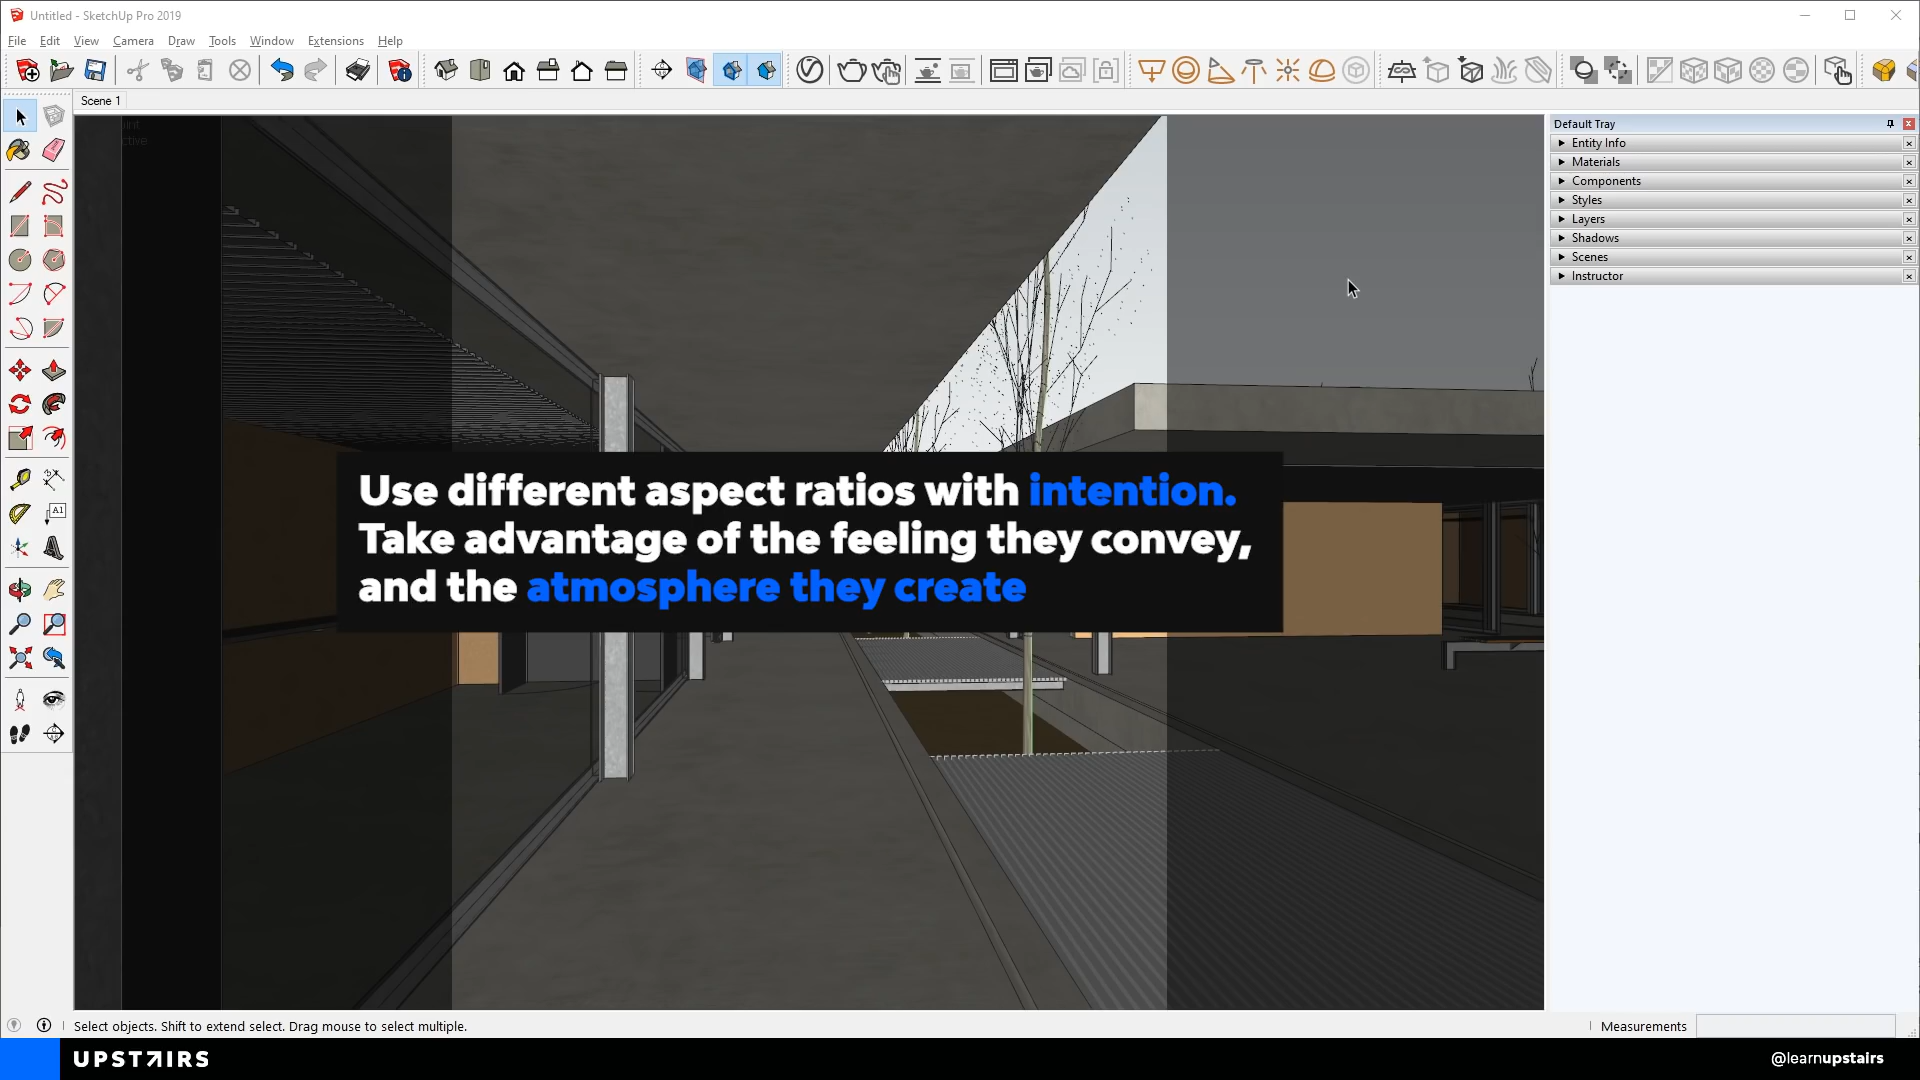 Untitled - SketchUp Pro 2019
File Edit View Camera Draw Tools Window Extensions Help
Scene 1
Default Tray
Entity Info
Materials
Components
Styles
Layers
Shadows
Scenes
Instructor
Use different aspect ratios with intention.
Take advantage of the feeling they convey,
and the atmosphere they create
A1
Select objects. Shift to extend select. Drag mouse to select multiple.
Measurements
UPSTAIRS
@learnupstairs